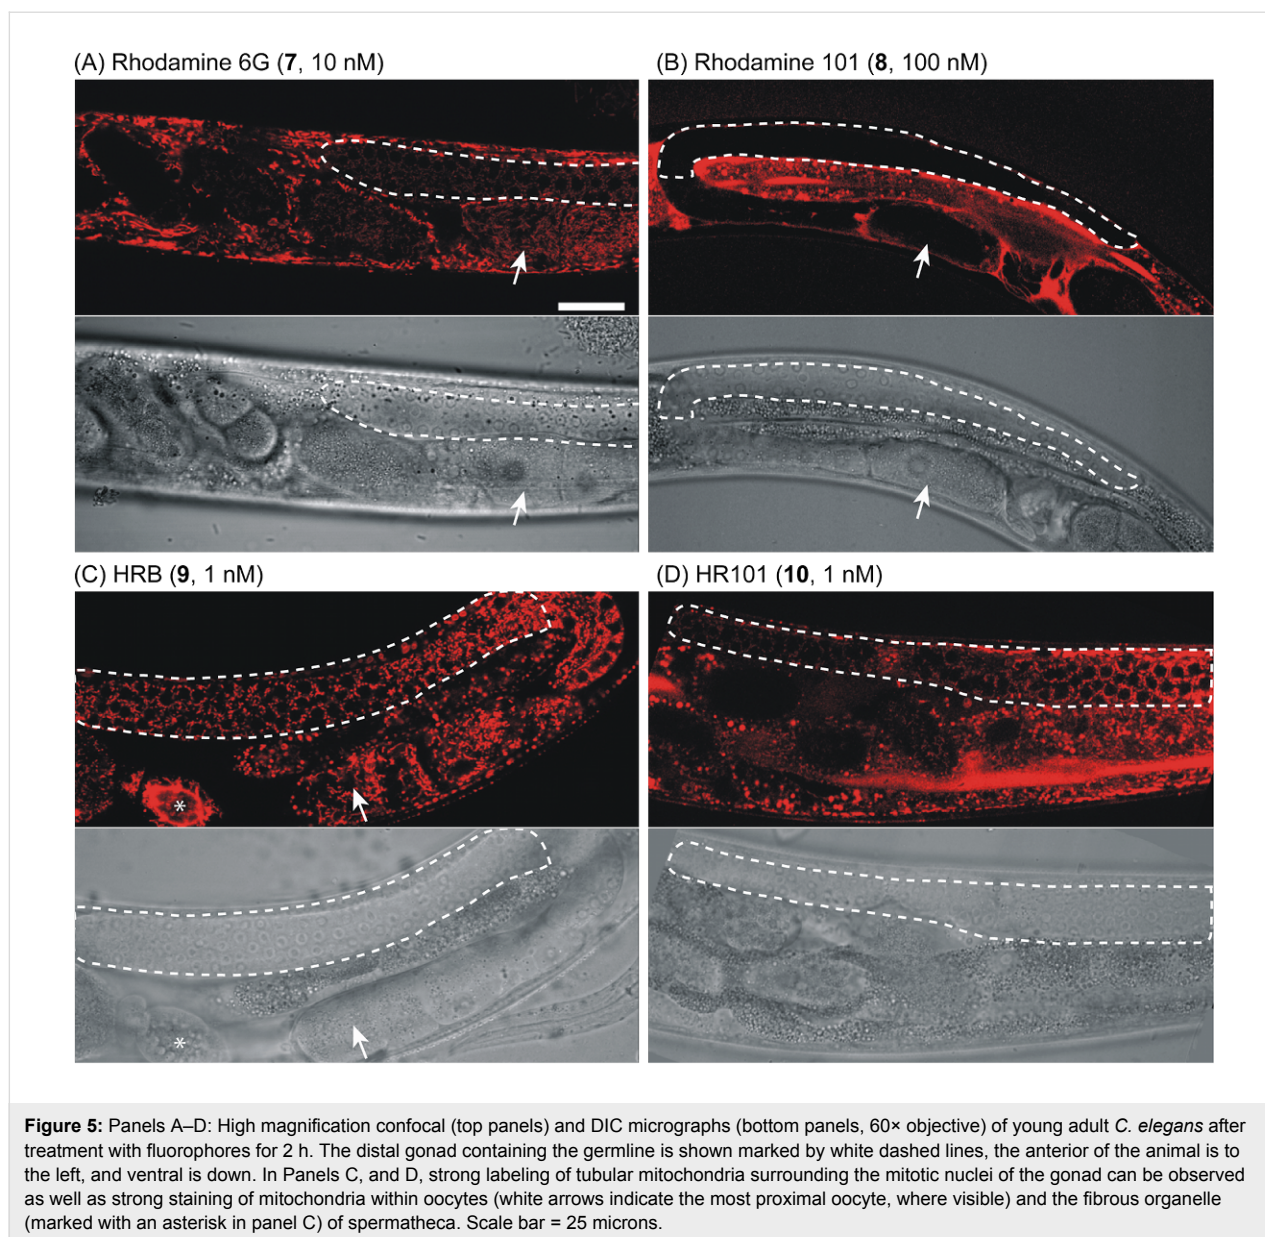 (A) Rhodamine 6G (7, 10 nM)
(B) Rhodamine 101 (8, 100 nM)
(C) HRB (9, 1 nM)
(D) HR101 (10, 1 nM)
*
*
Figure 5: Panels A–D: High magnification confocal (top panels) and DIC micrographs (bottom panels, 60× objective) of young adult C. elegans after
treatment with fluorophores for 2 h. The distal gonad containing the germline is shown marked by white dashed lines, the anterior of the animal is to
the left, and ventral is down. In Panels C, and D, strong labeling of tubular mitochondria surrounding the mitotic nuclei of the gonad can be observed
as well as strong staining of mitochondria within oocytes (white arrows indicate the most proximal oocyte, where visible) and the fibrous organelle
(marked with an asterisk in panel C) of spermatheca. Scale bar = 25 microns.